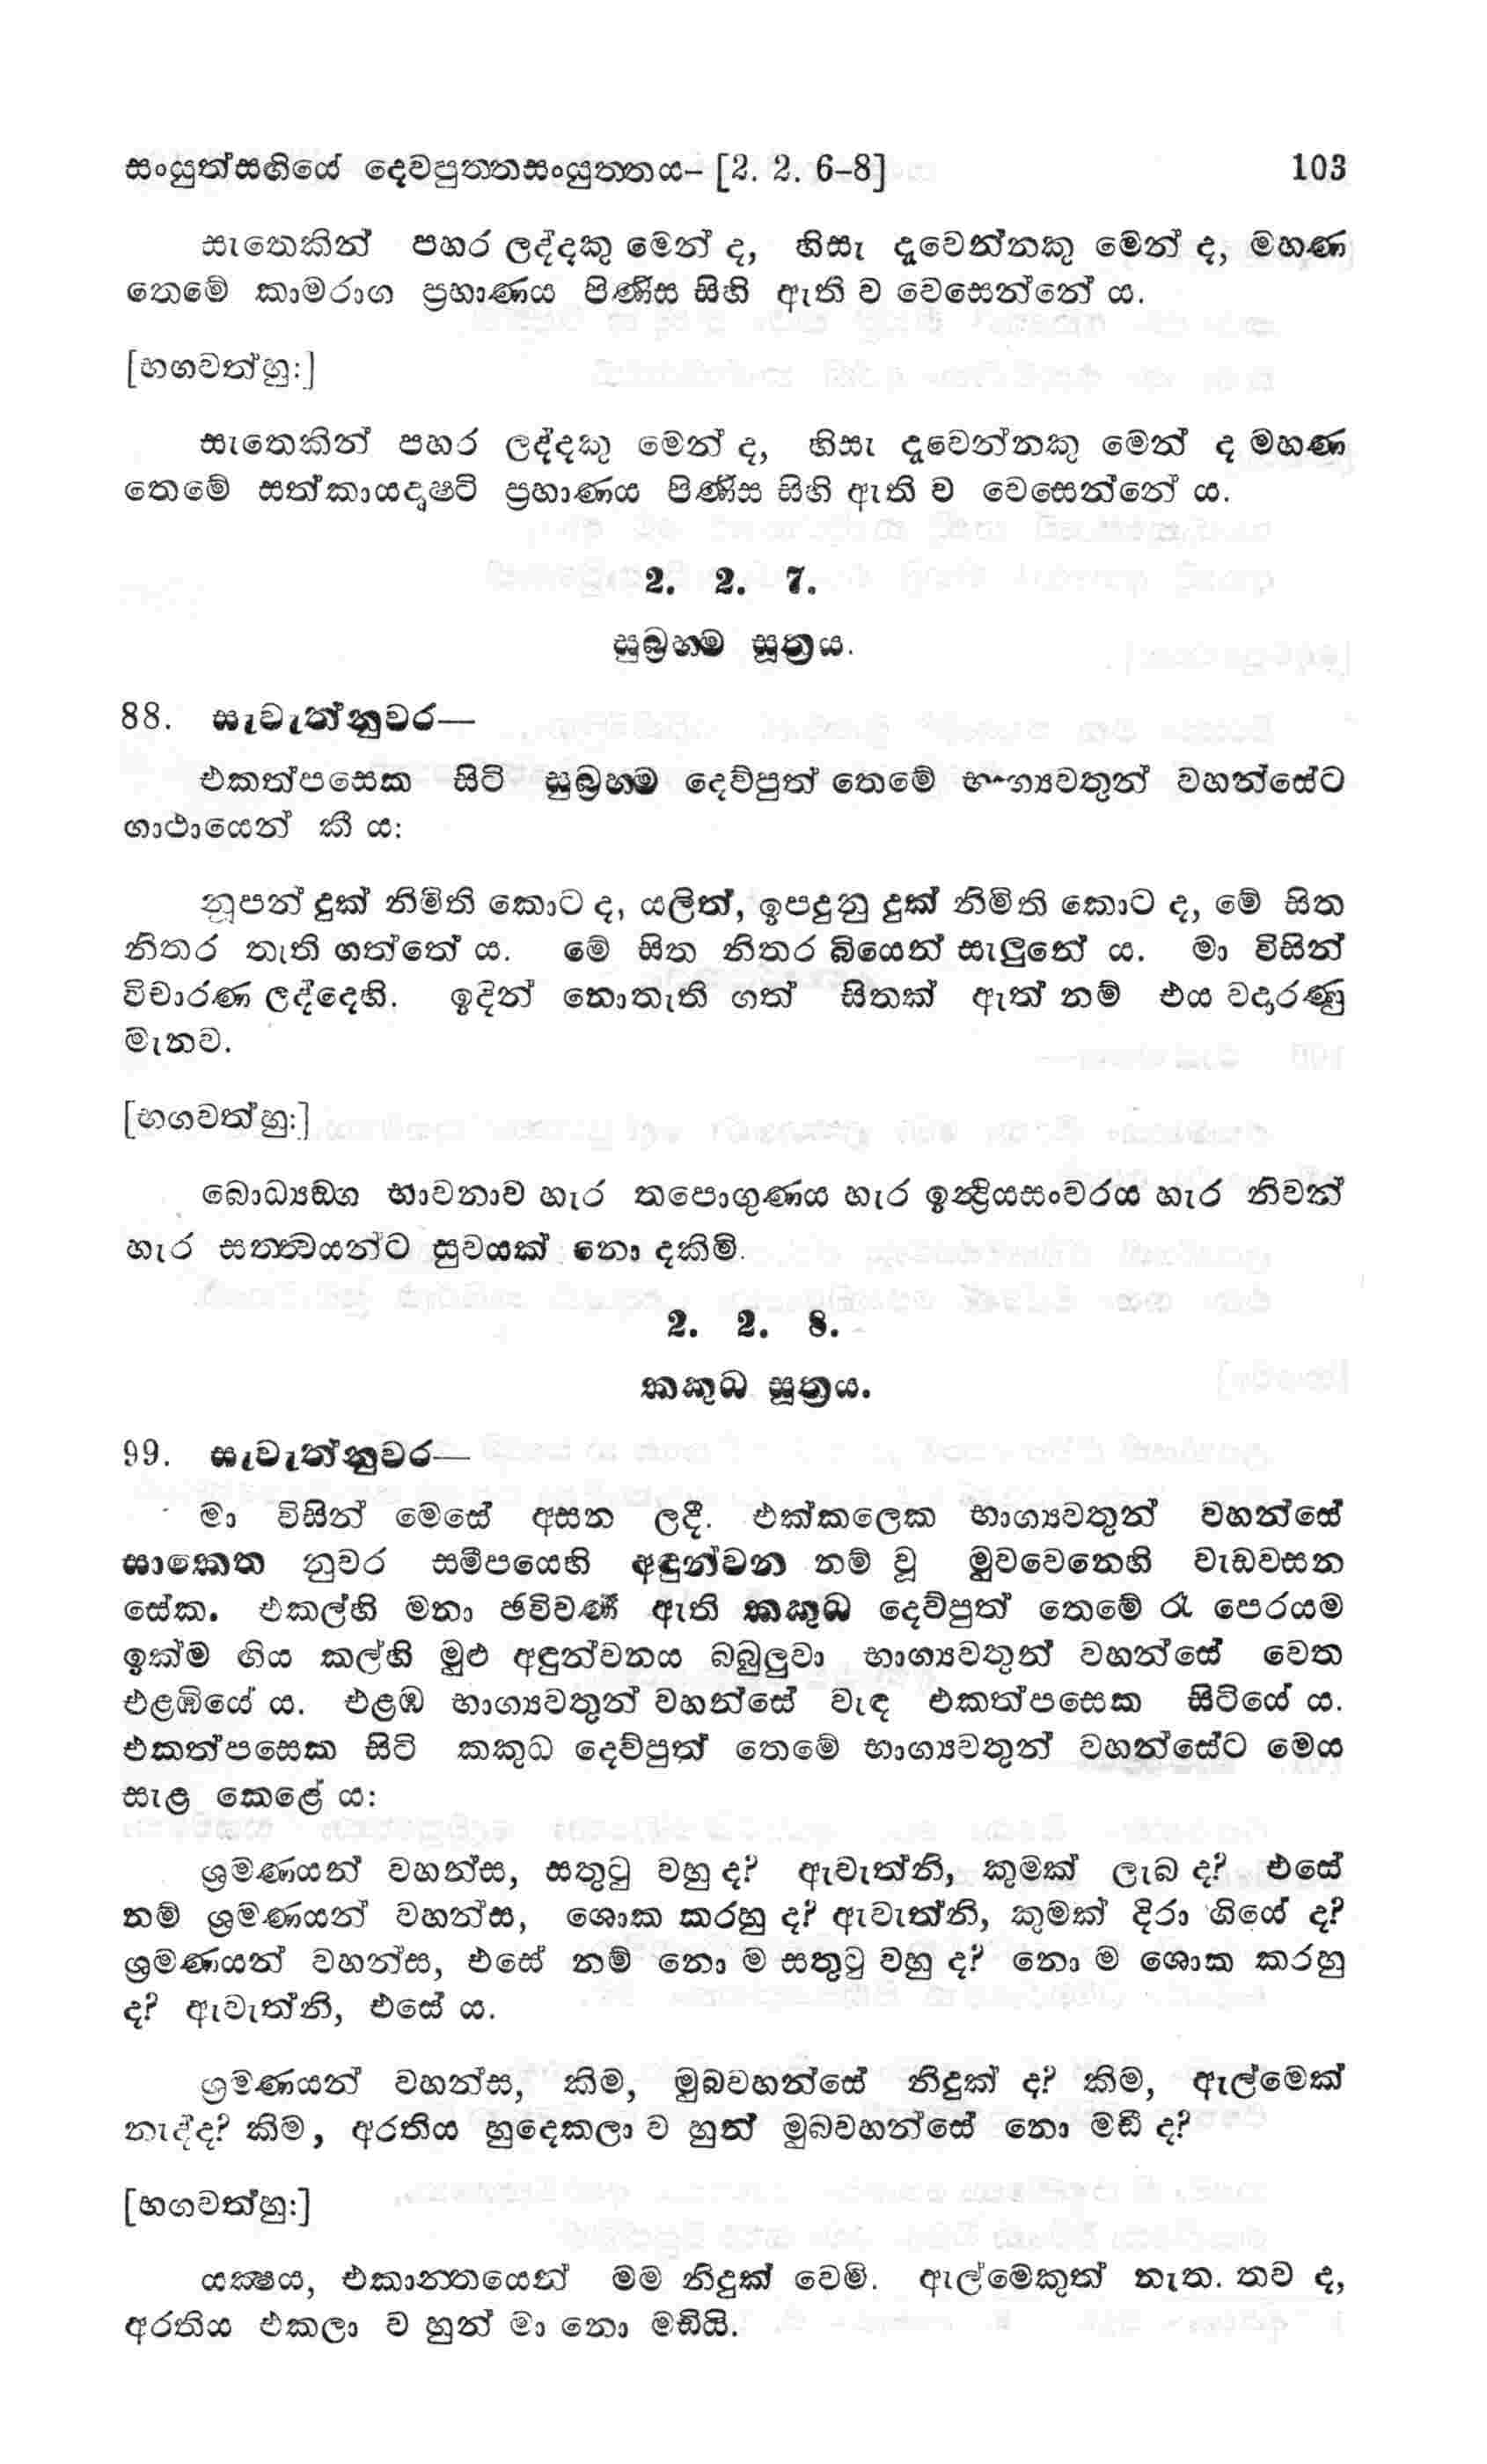 සංයුත්සඟියේ දෙවපුත්තසංයුත්තය– [2. 2. 6–8] 103
සැතෙකින් පහර ලද්දකු මෙන් ද, හිසැ දැවෙන්නකු මෙන් ද, මහණ
තෙමේ කාමරාග ප්‍රහාණය පිණිස සිහි ඇති ව වෙසෙන්නේ ය.
[භගවත්හු:]
සැතෙකින් පහර ලද්දකු මෙන් ද, හිසැ දැවෙන්නකු මෙන් ද මහණ
තෙමේ සත්කායදෘෂ්ටි ප්‍රහාණය පිණිස සිහි ඇති ව වෙසෙන්නේ ය.
2. 2. 7.
සුබ්‍රහ්ම සූත්‍රය.
88. සැවැත්නුවර—
එකත්පසෙක සිටි සුබ්‍රහ්ම දෙව්පුත් තෙමේ භාග්‍යවතුන් වහන්සේට
ගාථායෙන් කී ය:
නූපන් දුක් නිමිති කොට ද, යලිත්, ඉපදුනු දුක් නිමිති කොට ද, මේ සිත
නිතර තැති ගත්තේ ය. මේ සිත නිතර බියෙන් සැලුනේ ය. මා විසින්
විචාරණ ලද්දෙහි. ඉදින් නොතැති ගත් සිතක් ඇත් නම් එය වදාරණු
මැනව.
[භගවත්හු:]
බොධ්‍යඞ්ග භාවනාව හැර තපොගුණය හැර ඉන්ද්‍රියසංවරය හැර නිවන්
හැර සත්ත්වයන්ට සුවයක් නො දකිමි.
2. 2. 8.
කකුධ සූත්‍රය.
99. සැවැත්නුවර—
මා විසින් මෙසේ අසන ලදී. එක්කලෙක භාග්‍යවතුන් වහන්සේ
සාකෙත නුවර සමීපයෙහි අඳුන්වන නම් වූ මුවවෙනෙහි වැඩවසන
සේක. එකල්හි මනා ඡවිවර්ණ ඇති කකුධ දෙව්පුත් තෙමේ රෑ පෙරයම
ඉක්ම ගිය කල්හි මුළු අඳුන්වනය බබුලුවා භාග්‍යවතුන් වහන්සේ වෙත
එළඹියේ ය. එළඹ භාග්‍යවතුන් වහන්සේ වැඳ එකත්පසෙක සිටියේ ය.
එකත්පසෙක සිටි කකුධ දෙව්පුත් තෙමේ භාග්‍යවතුන් වහන්සේට මෙය
සැළ කෙළේ ය:
ශ්‍රමණයන් වහන්ස, සතුටු වහු ද? ඇවැත්නි, කුමක් ලැබ ද? එසේ
නම් ශ්‍රමණයන් වහන්ස, ශොක කරහු ද? ඇවැත්නි, කුමක් දිරා ගියේ ද?
ශ්‍රමණයන් වහන්ස, එසේ නම් නො ම සතුටු වහු ද? නො ම ශොක කරහු
ද? ඇවැත්නි, එසේ ය.
ශ්‍රමණයන් වහන්ස, කිම, මුබවහන්සේ නිදුක් ද? කිම, ඇල්මෙක්
නැද්ද? කිම, අරතිය හුදෙකලා ව හුන් මුබවහන්සේ නො මඩී ද?
[භගවත්හු:]
යක්ෂය, එකාන්තයෙන් මම නිදුක් වෙමි. ඇල්මෙකුත් නැත. තව ද,
අරතිය එකලා ව හුන් මා නො මඩියි.